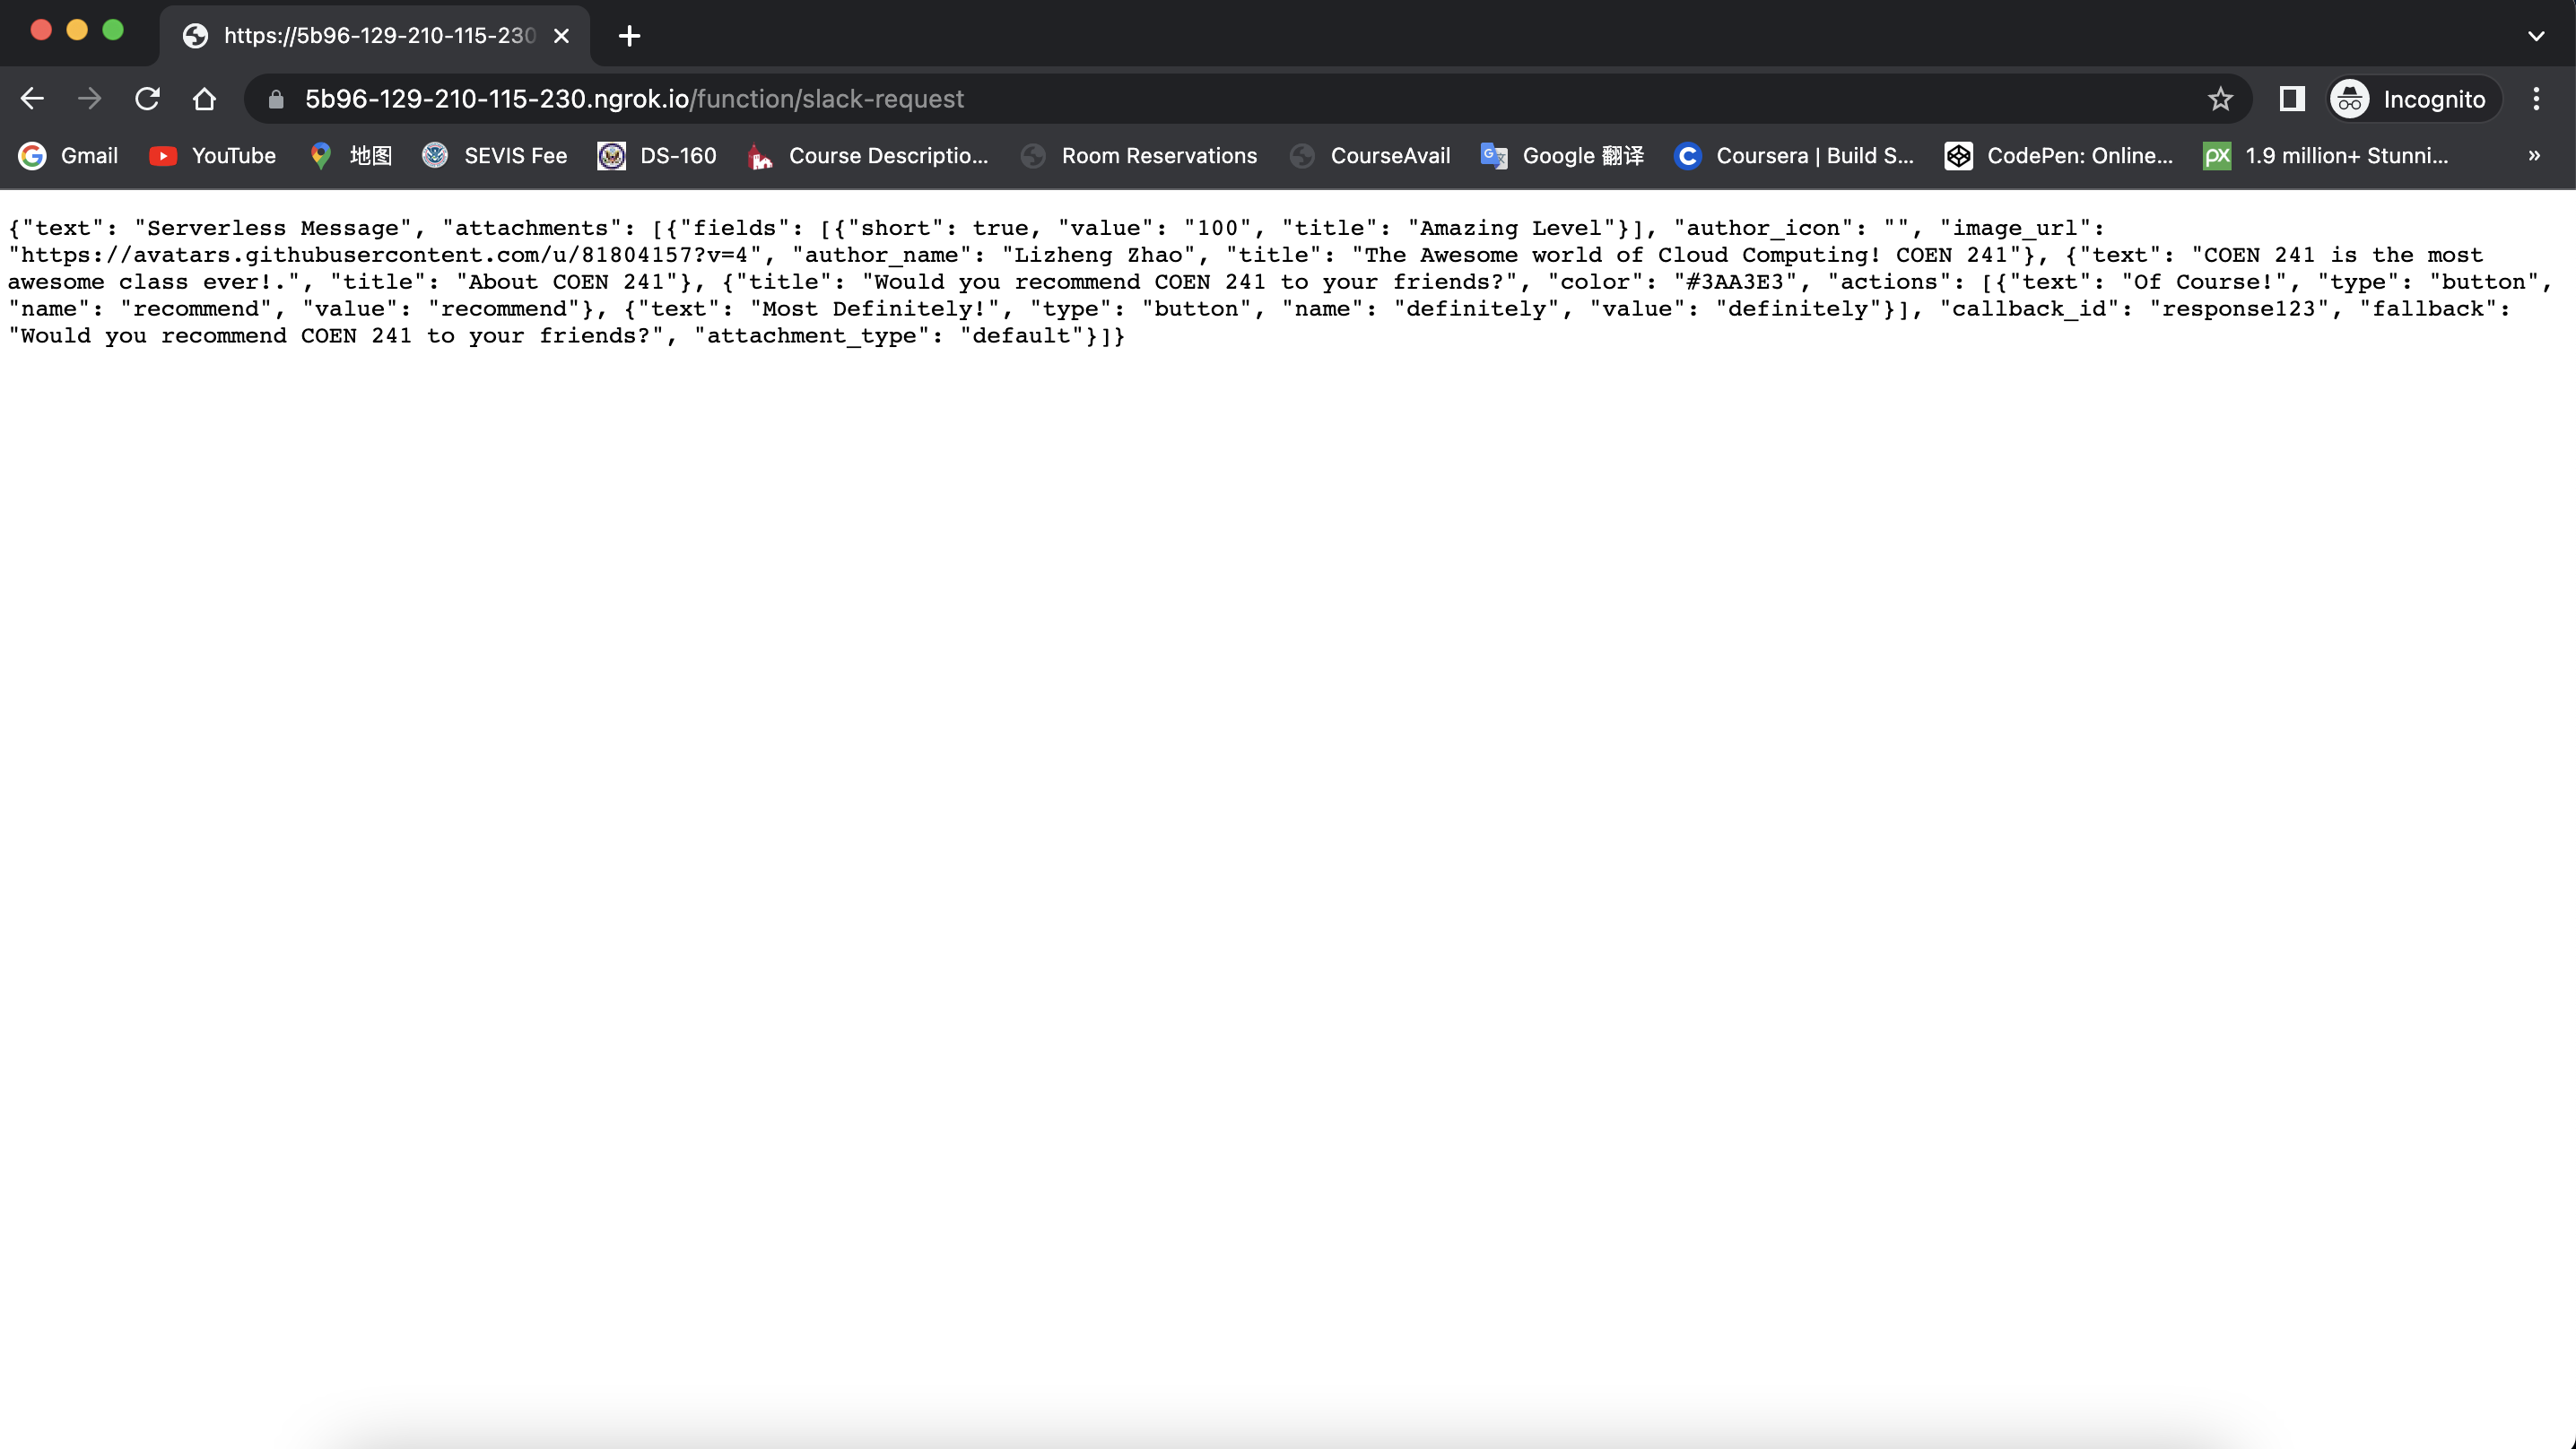 https://5b96-129-210-115-230
5b96-129-210-115-230.ngrok.io/function/slack-request
Incognito
Gmail
YouTube
地图
SEVIS Fee
DS-160
Course Descriptio...
Room Reservations
CourseAvail
Google 翻译
Coursera | Build S...
CodePen: Online...
px
1.9 million+ Stunni...
»
{"text": "Serverless Message", "attachments": [{"fields": [{"short": true, "value": "100", "title": "Amazing Level"}], "author_icon": "", "image_url":
"https://avatars.githubusercontent.com/u/81804157?v=4", "author_name": "Lizheng Zhao", "title": "The Awesome world of Cloud Computing! COEN 241"}, {"text": "COEN 241 is the most
awesome class ever!.", "title": "About COEN 241"}, {"title": "Would you recommend COEN 241 to your friends?", "color": "#3AA3E3", "actions": [{"text": "Of Course!", "type": "button",
"name": "recommend", "value": "recommend"}, {"text": "Most Definitely!", "type": "button", "name": "definitely", "value": "definitely"}], "callback_id": "response123", "fallback":
"Would you recommend COEN 241 to your friends?", "attachment_type": "default"}]}